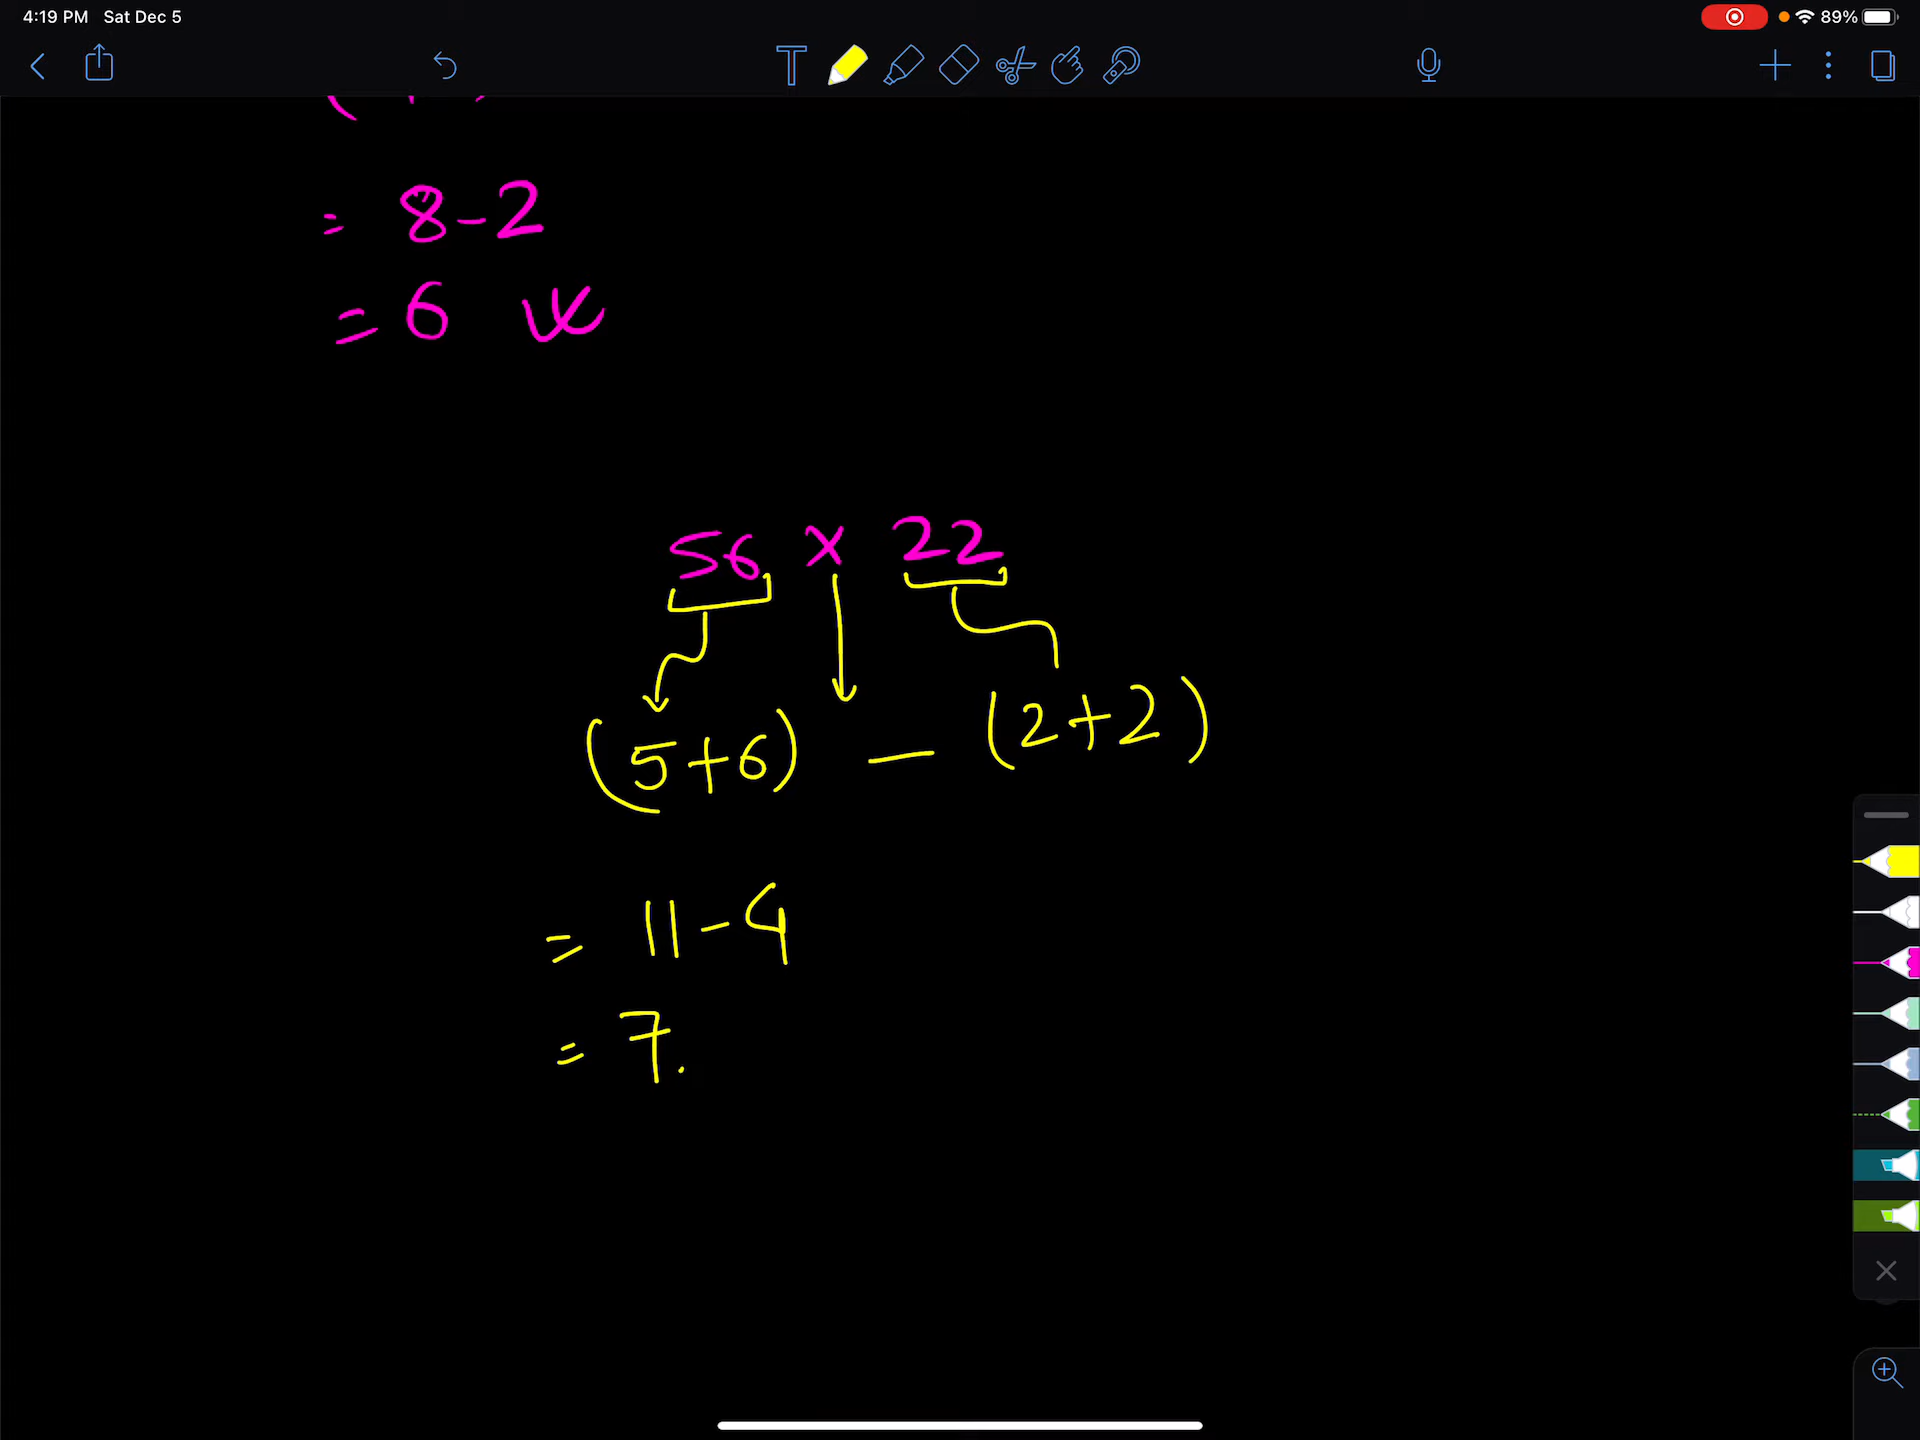 4:19 PM Sat Dec 5
89%
T
= 8-2
= 6
56 x 22
(5+6) — (2+2)
= 11-4
= 7.